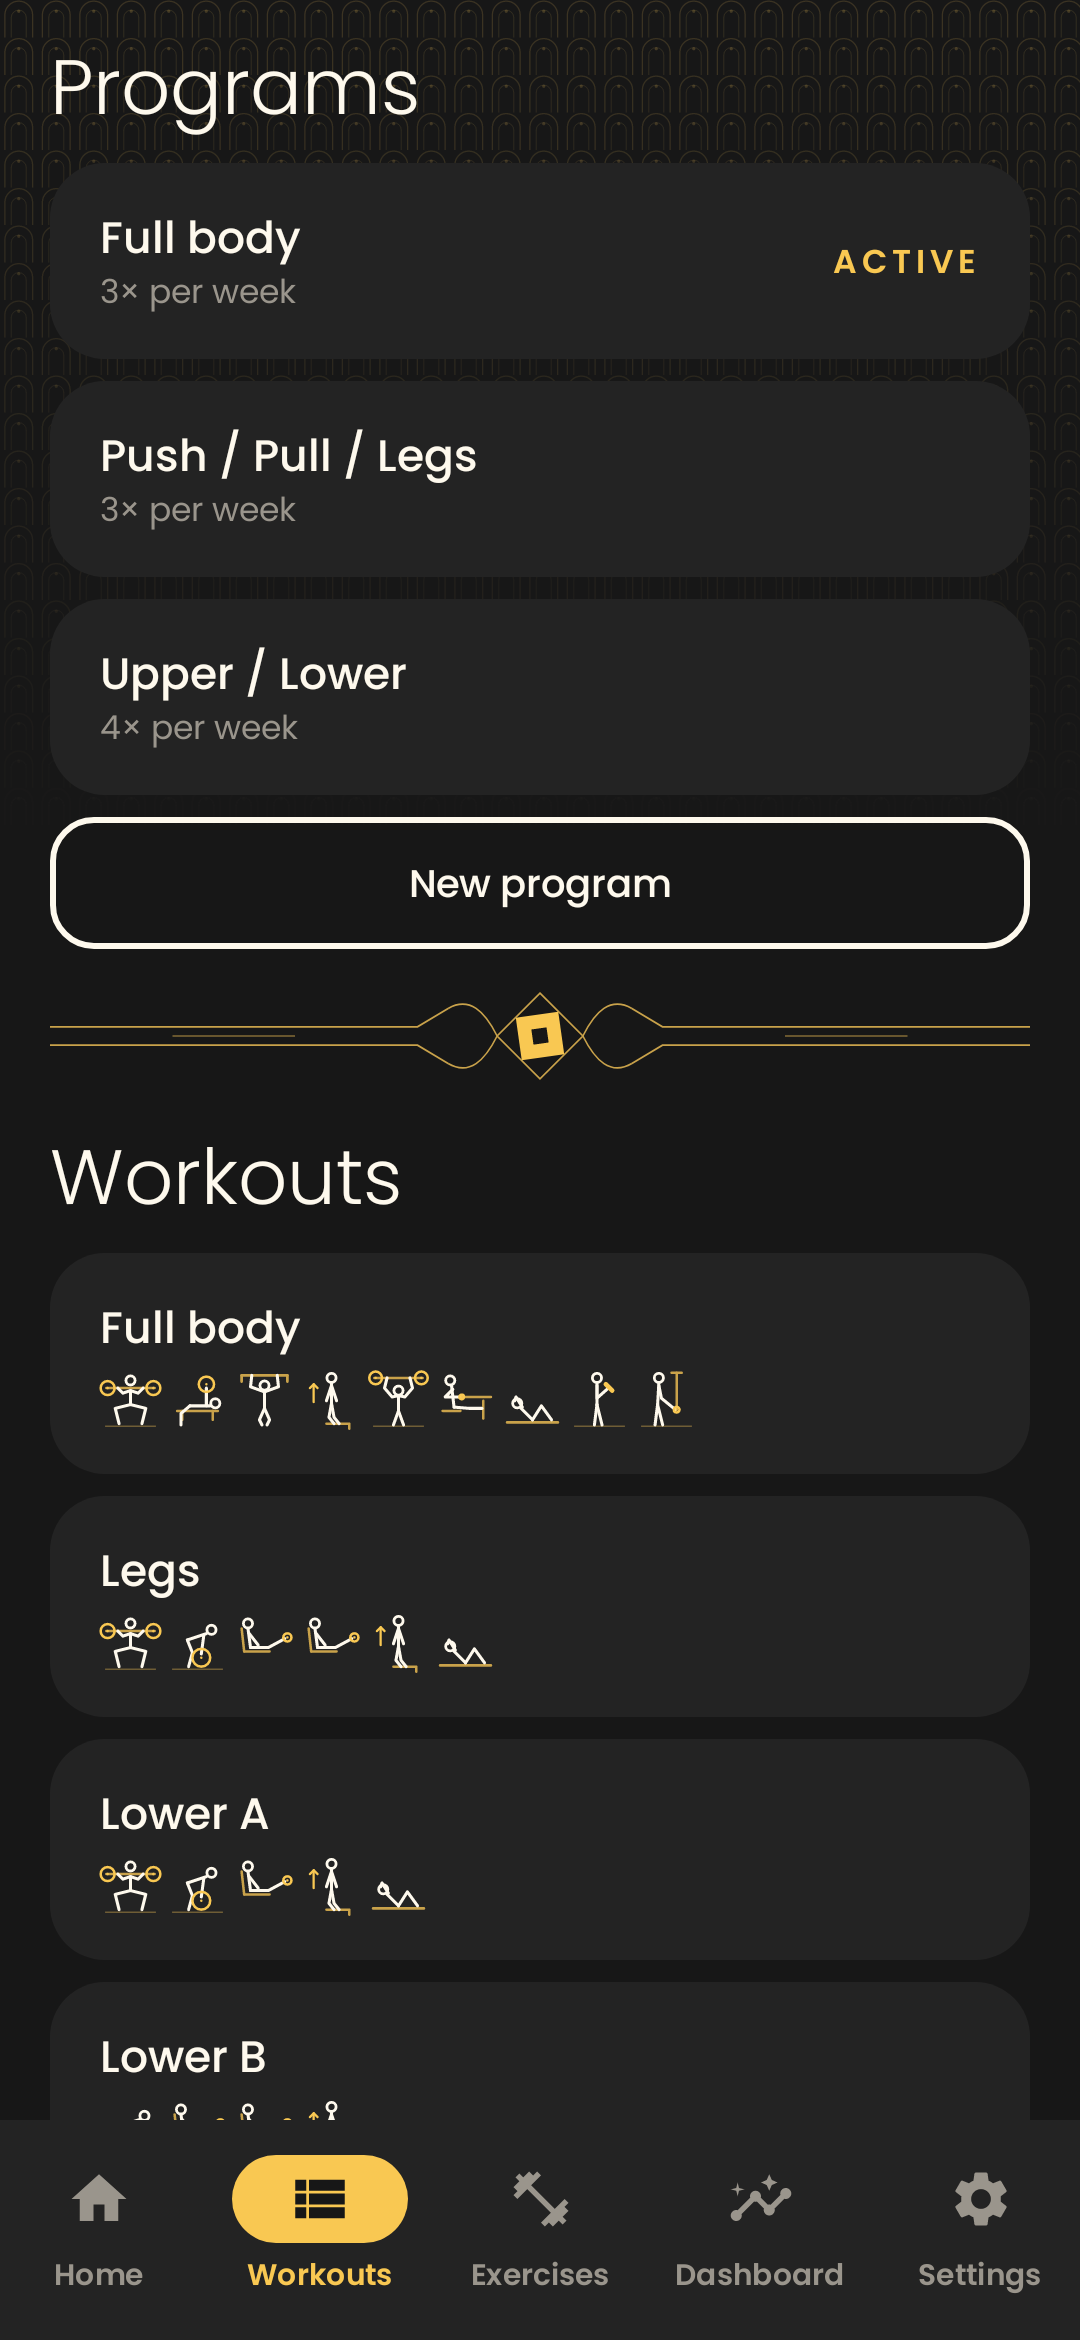 Programs
Full body
3× per week
ACTIVE
Push / Pull / Legs
3× per week
Upper / Lower
4× per week
New program
Workouts
Full body
Legs
Lower A
Lower B
Home
Workouts
Exercises
Dashboard
Settings